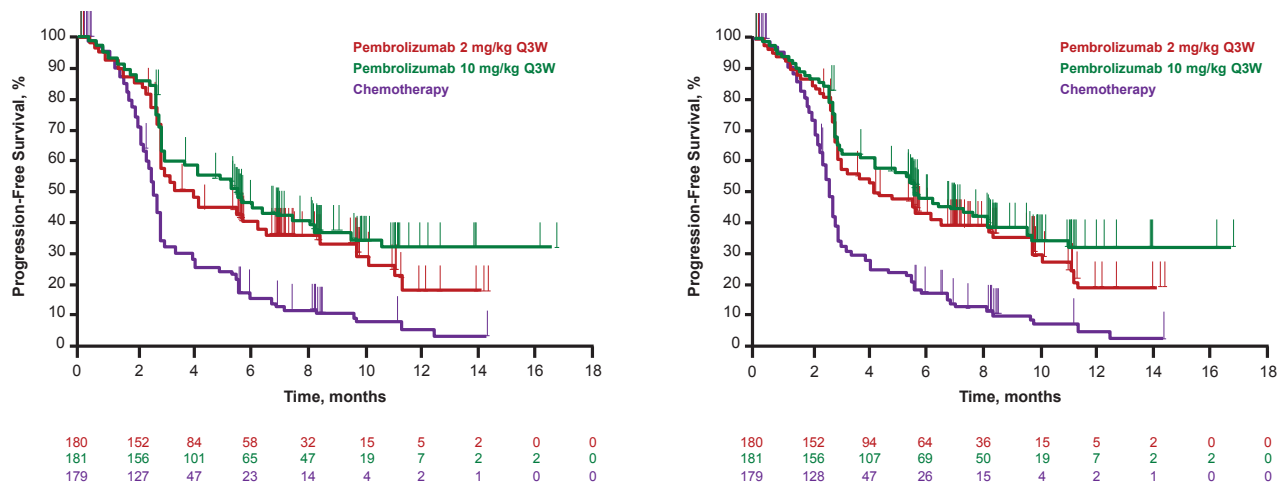 Progression-Free Survival, %
100
90
80
70
60
50
40
30
20
10
0
Pembrolizumab 2 mg/kg Q3W
Pembrolizumab 10 mg/kg Q3W
Chemotherapy
0 2 4 6 8 10 12 14 16 18
Time, months
180 152 84 58 32 15 5 2 0 0
181 156 101 65 47 19 7 2 2 0
179 127 47 23 14 4 2 1 0 0
Progression-Free Survival, %
100
90
80
70
60
50
40
30
20
10
0
Pembrolizumab 2 mg/kg Q3W
Pembrolizumab 10 mg/kg Q3W
Chemotherapy
0 2 4 6 8 10 12 14 16 18
Time, months
180 152 94 64 36 15 5 2 0 0
181 156 107 69 50 19 7 2 2 0
179 128 47 26 15 4 2 1 0 0